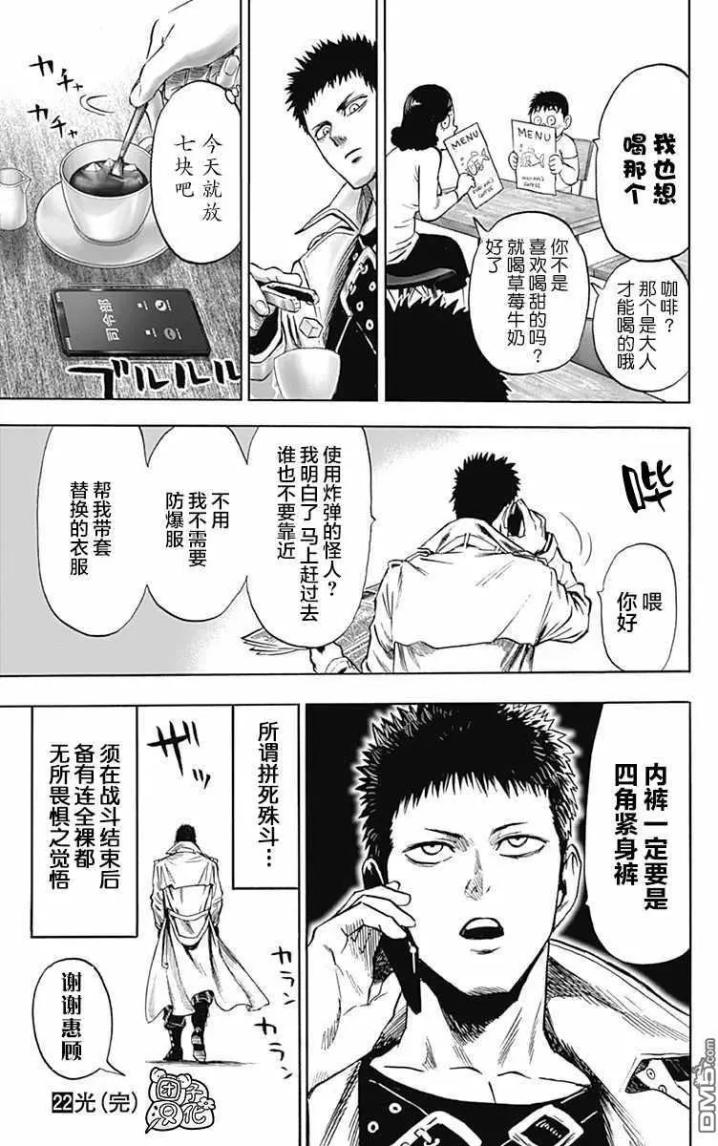 我也想
喝那个
咖啡？
那个是大人
才能喝的哦
你不是
喜欢喝甜的吗？
就喝草莓牛奶
好了
MENU
MENU
カチャ
カチャ
今天就放
七块吧
司令部
ブルルルル
ピッ
喂
你好
使用炸弹的怪人？
我明白了 马上赶过去
谁也不要靠近
不用
我不需要
防爆服
帮我带套
替换的衣服
内裤一定要是
四角紧身裤
所谓拼死殊斗…
须在战斗结束后
备有连全裸都
无所畏惧之觉悟
ザッ
カラン
カラン
谢谢惠顾
22光(完)
团子汉化
DM5.com